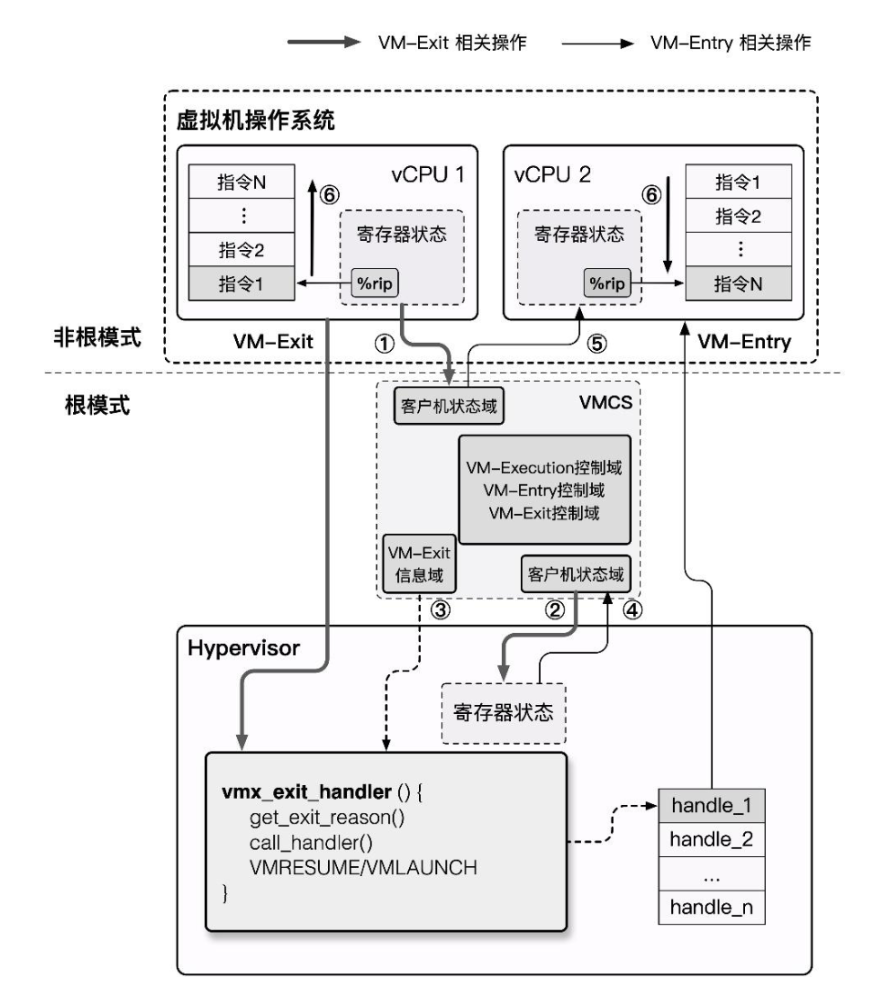 VM-Exit 相关操作
VM-Entry 相关操作
虚拟机操作系统
vCPU 1
指令N
⋮
指令2
指令1
⑥
寄存器状态
%rip
vCPU 2
⑥
寄存器状态
%rip
指令1
指令2
⋮
指令N
非根模式
VM-Exit
①
⑤
VM-Entry
根模式
客户机状态域
VMCS
VM-Execution控制域
VM-Entry控制域
VM-Exit控制域
VM-Exit
信息域
客户机状态域
③
②
④
Hypervisor
寄存器状态
vmx_exit_handler () {
get_exit_reason()
call_handler()
VMRESUME/VMLAUNCH
}
handle_1
handle_2
...
handle_n